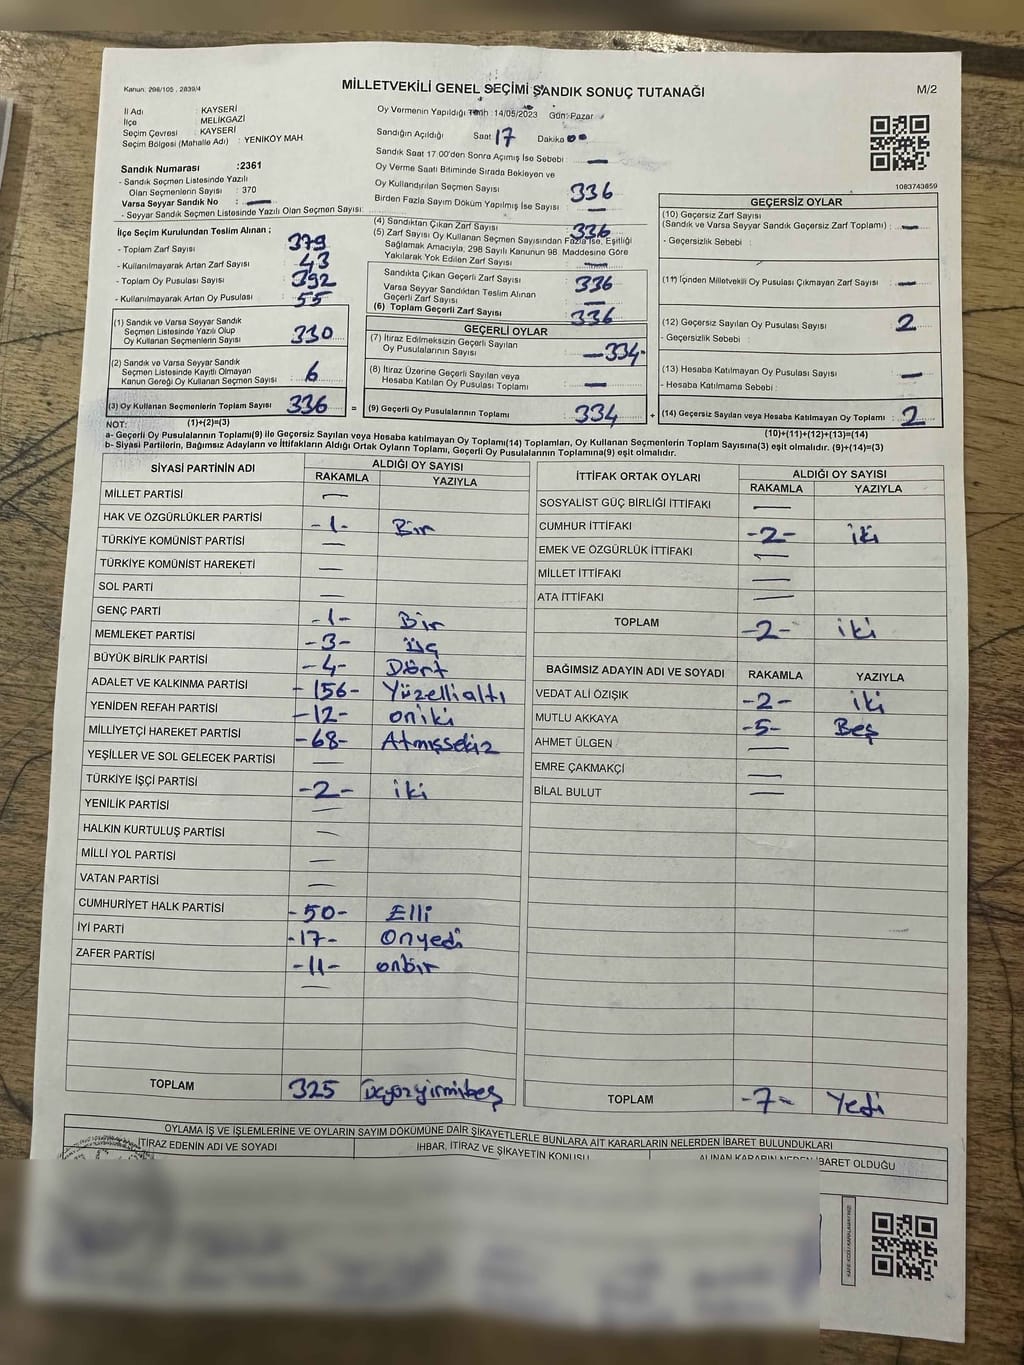 Kanun: 298/105, 2839/4
MİLLETVEKİLİ GENEL SEÇİMİ SANDIK SONUÇ TUTANAĞI
M/2
İl Adı : KAYSERİ
İlçe : MELİKGAZİ
Seçim Çevresi : KAYSERİ
Seçim Bölgesi (Mahalle Adı) : YENİKÖY MAH
Sandık Numarası :2361
- Sandık Seçmen Listesinde Yazılı
Olan Seçmenlerin Sayısı : 370
Varsa Seyyar Sandık No : —
- Seyyar Sandık Seçmen Listesinde Yazılı Olan Seçmen Sayısı:
Oy Vermenin Yapıldığı Tarih :14/05/2023 Gün: Pazar
Sandığın Açıldığı Saat 17 Dakika 00
Sandık Saat 17:00'den Sonra Açımış İse Sebebi : —
Oy Verme Saati Bitiminde Sırada Bekleyen ve
Oy Kullandırılan Seçmen Sayısı : 336
Birden Fazla Sayım Döküm Yapılmış İse Sayısı : —
1083743659
İlçe Seçim Kurulundan Teslim Alınan ;
- Toplam Zarf Sayısı : 379
- Kullanılmayarak Artan Zarf Sayısı : 43
- Toplam Oy Pusulası Sayısı : 392
- Kullanılmayarak Artan Oy Pusulası : 55
(4) Sandıktan Çıkan Zarf Sayısı : 336
(5) Zarf Sayısı Oy Kullanan Seçmen Sayısından Fazla İse, Eşitliği
Sağlamak Amacıyla, 298 Sayılı Kanunun 98 Maddesine Göre
Yakılarak Yok Edilen Zarf Sayısı : —
Sandıkta Çıkan Geçerli Zarf Sayısı : 336
Varsa Seyyar Sandıktan Teslim Alınan
Geçerli Zarf Sayısı : —
(6) Toplam Geçerli Zarf Sayısı : 336
GEÇERSİZ OYLAR
(10) Geçersiz Zarf Sayısı
(Sandık ve Varsa Seyyar Sandık Geçersiz Zarf Toplamı) : —
- Geçersizlik Sebebi :
(11) İçinden Milletvekili Oy Pusulası Çıkmayan Zarf Sayısı : —
(12) Geçersiz Sayılan Oy Pusulası Sayısı : 2
- Geçersizlik Sebebi :
(13) Hesaba Katılmayan Oy Pusulası Sayısı : —
- Hesaba Katılmama Sebebi :
(14) Geçersiz Sayılan veya Hesaba Katılmayan Oy Toplamı : 2
(10)+(11)+(12)+(13)=(14)
(1) Sandık ve Varsa Seyyar Sandık
Seçmen Listesinde Yazılı Olup
Oy Kullanan Seçmenlerin Sayısı : 330
(2) Sandık ve Varsa Seyyar Sandık
Seçmen Listesinde Kayıtlı Olmayan
Kanun Gereği Oy Kullanan Seçmen Sayısı : 6
(3) Oy Kullanan Seçmenlerin Toplam Sayısı 336 =
GEÇERLİ OYLAR
(7) İtiraz Edilmeksizin Geçerli Sayılan
Oy Pusulalarının Sayısı : -334-
(8) İtiraz Üzerine Geçerli Sayılan veya
Hesaba Katılan Oy Pusulası Toplamı : —
(9) Geçerli Oy Pusulalarının Toplamı 334 +
NOT: (1)+(2)=(3)
a- Geçerli Oy Pusulalarının Toplamı(9) ile Geçersiz Sayılan veya Hesaba katılmayan Oy Toplamı(14) Toplamları, Oy Kullanan Seçmenlerin Toplam Sayısına(3) eşit olmalıdır. (9)+(14)=(3)
b- Siyasi Partilerin, Bağımsız Adayların ve İttifakların Aldığı Ortak Oyların Toplamı, Geçerli Oy Pusulalarının Toplamına(9) eşit olmalıdır.
SİYASİ PARTİNİN ADI ALDIĞI OY SAYISI
RAKAMLA YAZIYLA
MİLLET PARTİSİ —
HAK VE ÖZGÜRLÜKLER PARTİSİ -1- Bir
TÜRKİYE KOMÜNİST PARTİSİ —
TÜRKİYE KOMÜNİST HAREKETİ —
SOL PARTİ —
GENÇ PARTİ -1- Bir
MEMLEKET PARTİSİ -3- üç
BÜYÜK BİRLİK PARTİSİ -4- Dört
ADALET VE KALKINMA PARTİSİ -156- Yüzellialtı
YENİDEN REFAH PARTİSİ -12- oniki
MİLLİYETÇİ HAREKET PARTİSİ -68- Atmışsekiz
YEŞİLLER VE SOL GELECEK PARTİSİ —
TÜRKİYE İŞÇİ PARTİSİ -2- iki
YENİLİK PARTİSİ —
HALKIN KURTULUŞ PARTİSİ —
MİLLİ YOL PARTİSİ —
VATAN PARTİSİ —
CUMHURİYET HALK PARTİSİ -50- Elli
İYİ PARTİ -17- Onyedi
ZAFER PARTİSİ -11- onbir
—
TOPLAM 325 üçyüzyirmibeş
İTTİFAK ORTAK OYLARI ALDIĞI OY SAYISI
RAKAMLA YAZIYLA
SOSYALİST GÜÇ BİRLİĞİ İTTİFAKI —
CUMHUR İTTİFAKI -2- iki
EMEK VE ÖZGÜRLÜK İTTİFAKI —
MİLLET İTTİFAKI —
ATA İTTİFAKI —
TOPLAM -2- iki
BAĞIMSIZ ADAYIN ADI VE SOYADI RAKAMLA YAZIYLA
VEDAT ALİ ÖZIŞIK -2- iki
MUTLU AKKAYA -5- Beş
AHMET ÜLGEN —
EMRE ÇAKMAKÇİ —
BİLAL BULUT —
TOPLAM -7- Yedi
OYLAMA İŞ VE İŞLEMLERİNE VE OYLARIN SAYIM DÖKÜMÜNE DAİR ŞİKAYETLERLE BUNLARA AİT KARARLARIN NELERDEN İBARET BULUNDUKLARI
İTİRAZ EDENİN ADI VE SOYADI
İHBAR, İTİRAZ VE ŞİKAYETİN KONUSU
ALINAN KARARIN NEDEN İBARET OLDUĞU